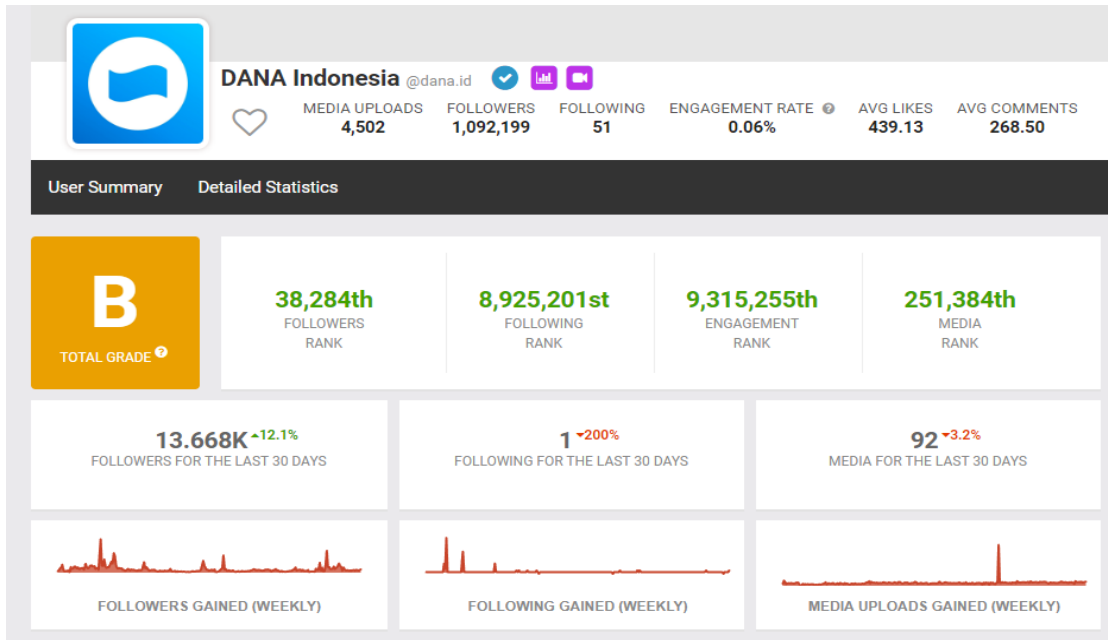 DANA Indonesia @dana.id
MEDIA UPLOADS FOLLOWERS FOLLOWING ENGAGEMENT RATE ? AVG LIKES AVG COMMENTS
4,502 1,092,199 51 0.06% 439.13 268.50
User Summary Detailed Statistics
B
TOTAL GRADE ?
38,284th
FOLLOWERS
RANK
8,925,201st
FOLLOWING
RANK
9,315,255th
ENGAGEMENT
RANK
251,384th
MEDIA
RANK
13.668K 12.1%
FOLLOWERS FOR THE LAST 30 DAYS
1 200%
FOLLOWING FOR THE LAST 30 DAYS
92 3.2%
MEDIA FOR THE LAST 30 DAYS
FOLLOWERS GAINED (WEEKLY)
FOLLOWING GAINED (WEEKLY)
MEDIA UPLOADS GAINED (WEEKLY)